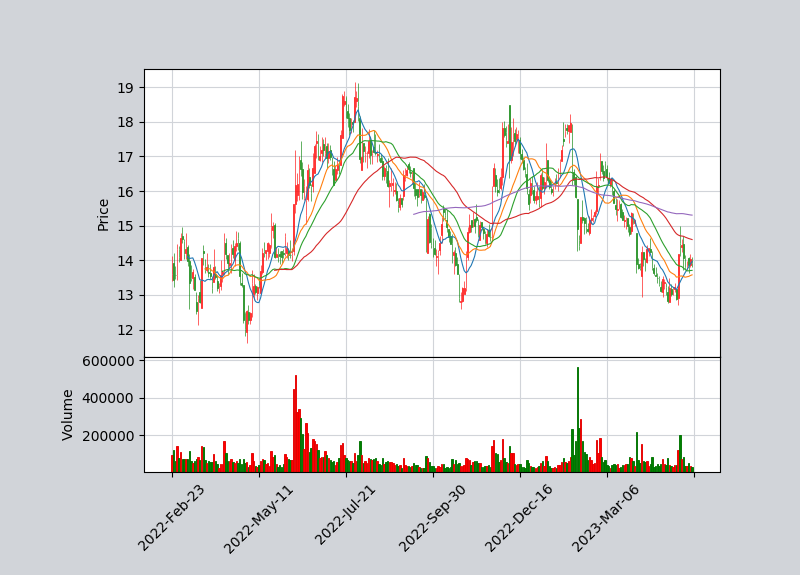 19
18
17
16
15
14
13
12
Price
600000
400000
200000
Volume
2022-Feb-23
2022-May-11
2022-Jul-21
2022-Sep-30
2022-Dec-16
2023-Mar-06